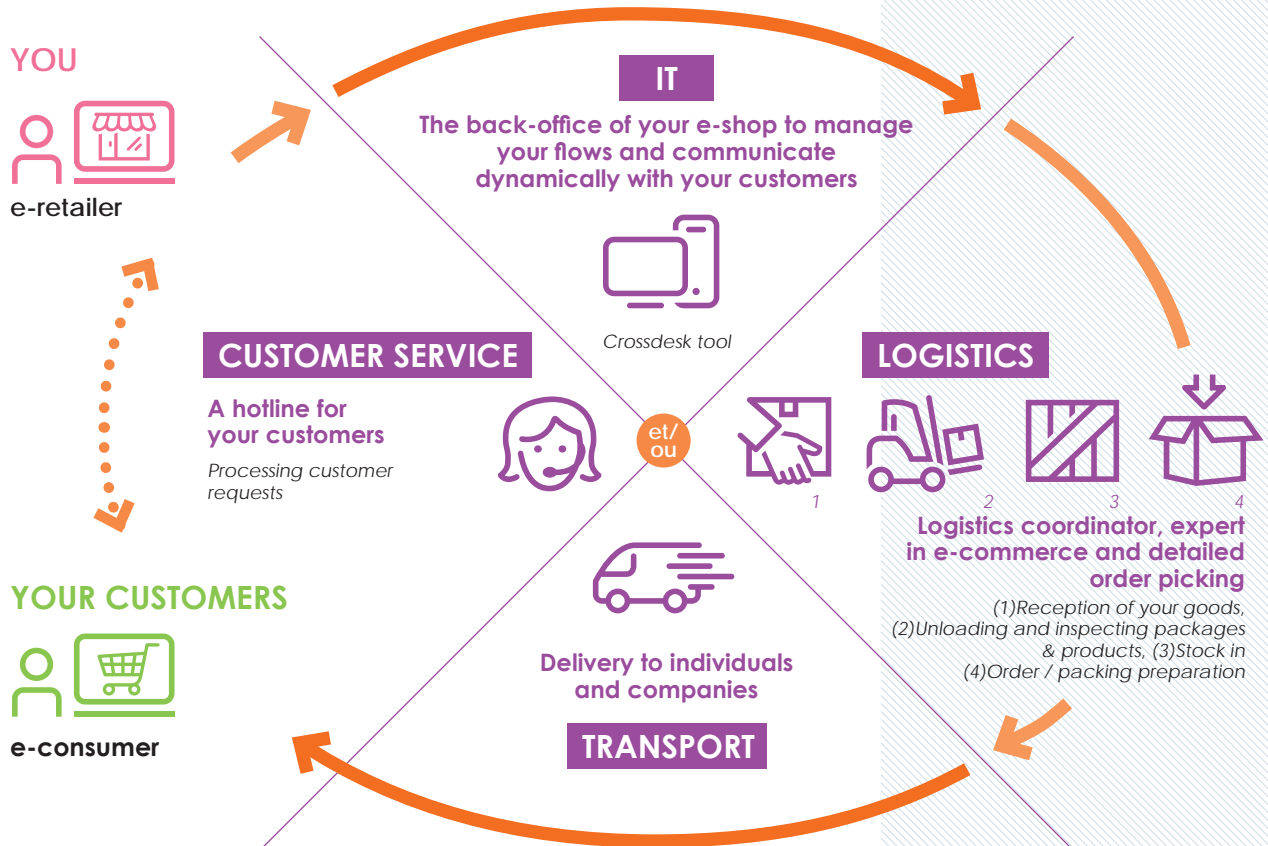 YOU
e-retailer
IT
The back-office of your e-shop to manage
your flows and communicate
dynamically with your customers
Crossdesk tool
CUSTOMER SERVICE
A hotline for
your customers
Processing customer
requests
et/
ou
LOGISTICS
1
2
3
4
Logistics coordinator, expert
in e-commerce and detailed
order picking
(1)Reception of your goods,
(2)Unloading and inspecting packages
& products, (3)Stock in
(4)Order / packing preparation
YOUR CUSTOMERS
e-consumer
Delivery to individuals
and companies
TRANSPORT